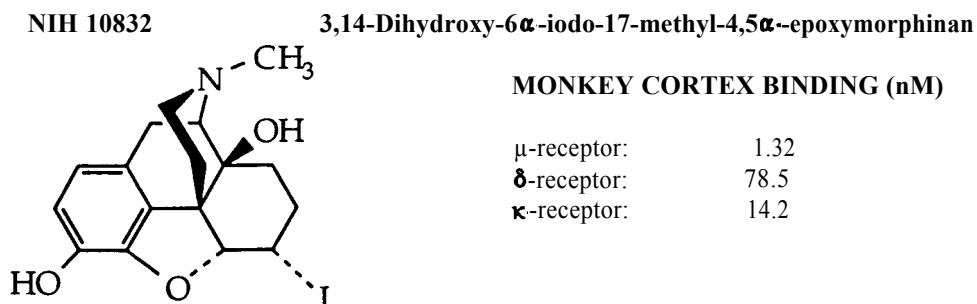 NIH 10832 3,14-Dihydroxy-6α-iodo-17-methyl-4,5α-epoxymorphinan
MONKEY CORTEX BINDING (nM)
μ-receptor: 1.32
δ-receptor: 78.5
κ-receptor: 14.2
N-CH3
OH
HO
O
I